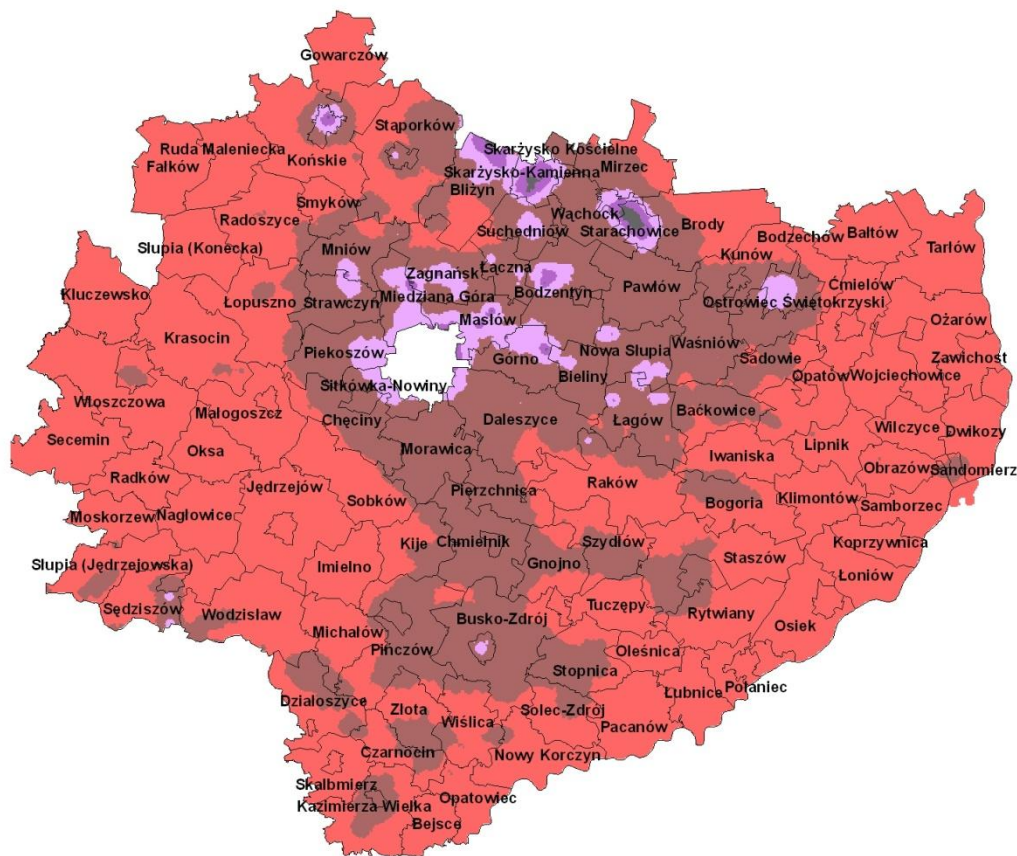 Gowarczów
Stąporków
Ruda Maleniecka
Fałków
Końskie
Skarżysko Kościelne
Mirzec
Skarżysko-Kamienna
Bliżyn
Smyków
Radoszyce
Wąchock
Suchedniów
Starachowice
Brody
Słupia (Konecka)
Mniów
Kunów
Bodzechów
Bałtów
Tarłów
Kluczewsko
Łopuszno
Strawczyn
Zagnańsk
Łączna
Miedziana Góra
Bodzentyn
Pawłów
Ostrowiec Świętokrzyski
Ćmielów
Ożarów
Krasocin
Masłów
Piekoszów
Górno
Nowa Słupia
Waśniów
Sadowie
Zawichost
Bieliny
Opatów
Wojciechowice
Sitkówka-Nowiny
Włoszczowa
Małogoszcz
Chęciny
Daleszyce
Łagów
Baćkowice
Secemin
Oksa
Morawica
Iwaniska
Lipnik
Wilczyce
Dwikozy
Radków
Jędrzejów
Sobków
Pierzchnica
Raków
Bogoria
Klimontów
Obrazów
Sandomierz
Samborzec
Moskorzew
Nagłowice
Kije
Chmielnik
Szydłów
Gnojno
Staszów
Koprzywnica
Łoniów
Słupia (Jędrzejowska)
Imielno
Sędziszów
Wodzisław
Michałów
Busko-Zdrój
Tuczępy
Rytwiany
Osiek
Pińczów
Oleśnica
Stopnica
Działoszyce
Złota
Wiślica
Solec-Zdrój
Pacanów
Łubnice
Połaniec
Czarnocin
Nowy Korczyn
Skalbmierz
Kazimierza Wielka
Opatowiec
Bejsce